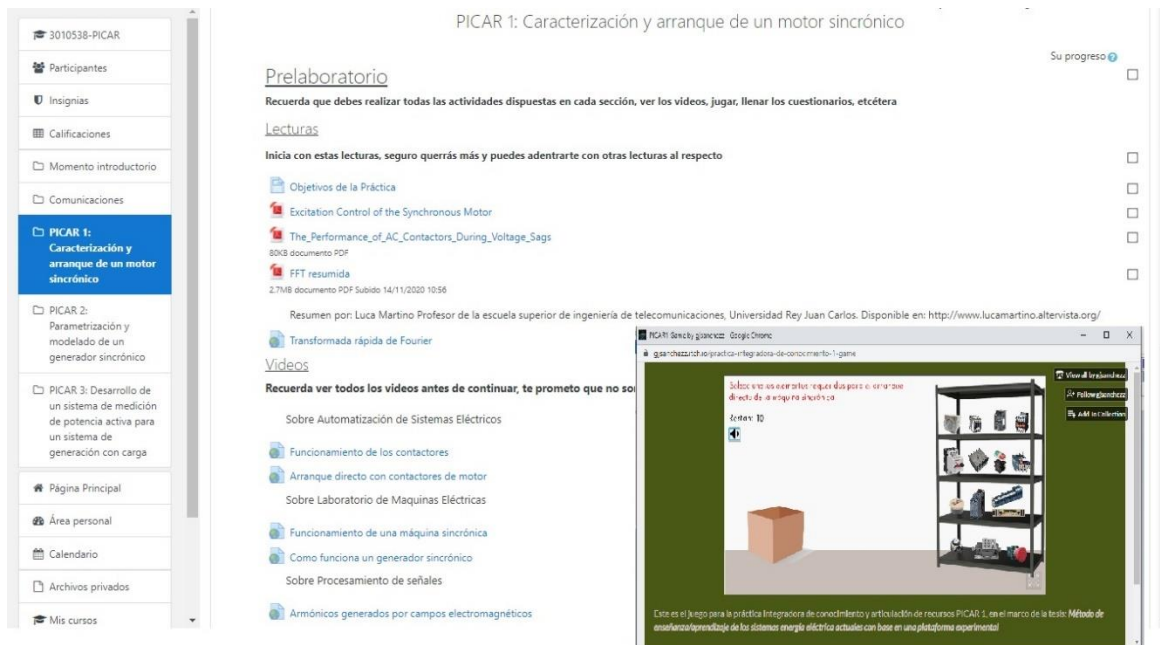 3010538-PICAR
Participantes
Insignias
Calificaciones
Momento introductorio
Comunicaciones
PICAR 1:
Caracterización y
arranque de un motor
sincrónico
PICAR 2:
Parametrización y
modelado de un
generador sincrónico
PICAR 3: Desarrollo de
un sistema de medición
de potencia activa para
un sistema de
generación con carga
Página Principal
Área personal
Calendario
Archivos privados
Mis cursos
PICAR 1: Caracterización y arranque de un motor sincrónico
Su progreso
Prelaboratorio
Recuerda que debes realizar todas las actividades dispuestas en cada sección, ver los videos, jugar, llenar los cuestionarios, etcétera
Lecturas
Inicia con estas lecturas, seguro querrás más y puedes adentrarte con otras lecturas al respecto
Objetivos de la Práctica
Excitation Control of the Synchronous Motor
The_Performance_of_AC_Contactors_During_Voltage_Sags
80KB documento PDF
FFT resumida
2.7MB documento PDF Subido 14/11/2020 10:56
Resumen por: Luca Martino Profesor de la escuela superior de ingeniería de telecomunicaciones, Universidad Rey Juan Carlos. Disponible en: http://www.lucamartino.altervista.org/
Transformada rápida de Fourier
Videos
Recuerda ver todos los videos antes de continuar, te prometo que no
Sobre Automatización de Sistemas Eléctricos
Funcionamiento de los contactores
Arranque directo con contactores de motor
Sobre Laboratorio de Maquinas Eléctricas
Funcionamiento de una máquina sincrónica
Como funciona un generador sincrónico
Sobre Procesamiento de señales
Armónicos generados por campos electromagnéticos
Google Chrome
View all by gjsanchezz
Follow gjsanchezz
Add to Collection
Este es el juego para la práctica integradora de conocimiento y articulación de recursos PICAR 1, en el marco de la tesis: Método de
enseñanza/aprendizaje de los sistemas energía eléctrica actuales con base en una plataforma experimental